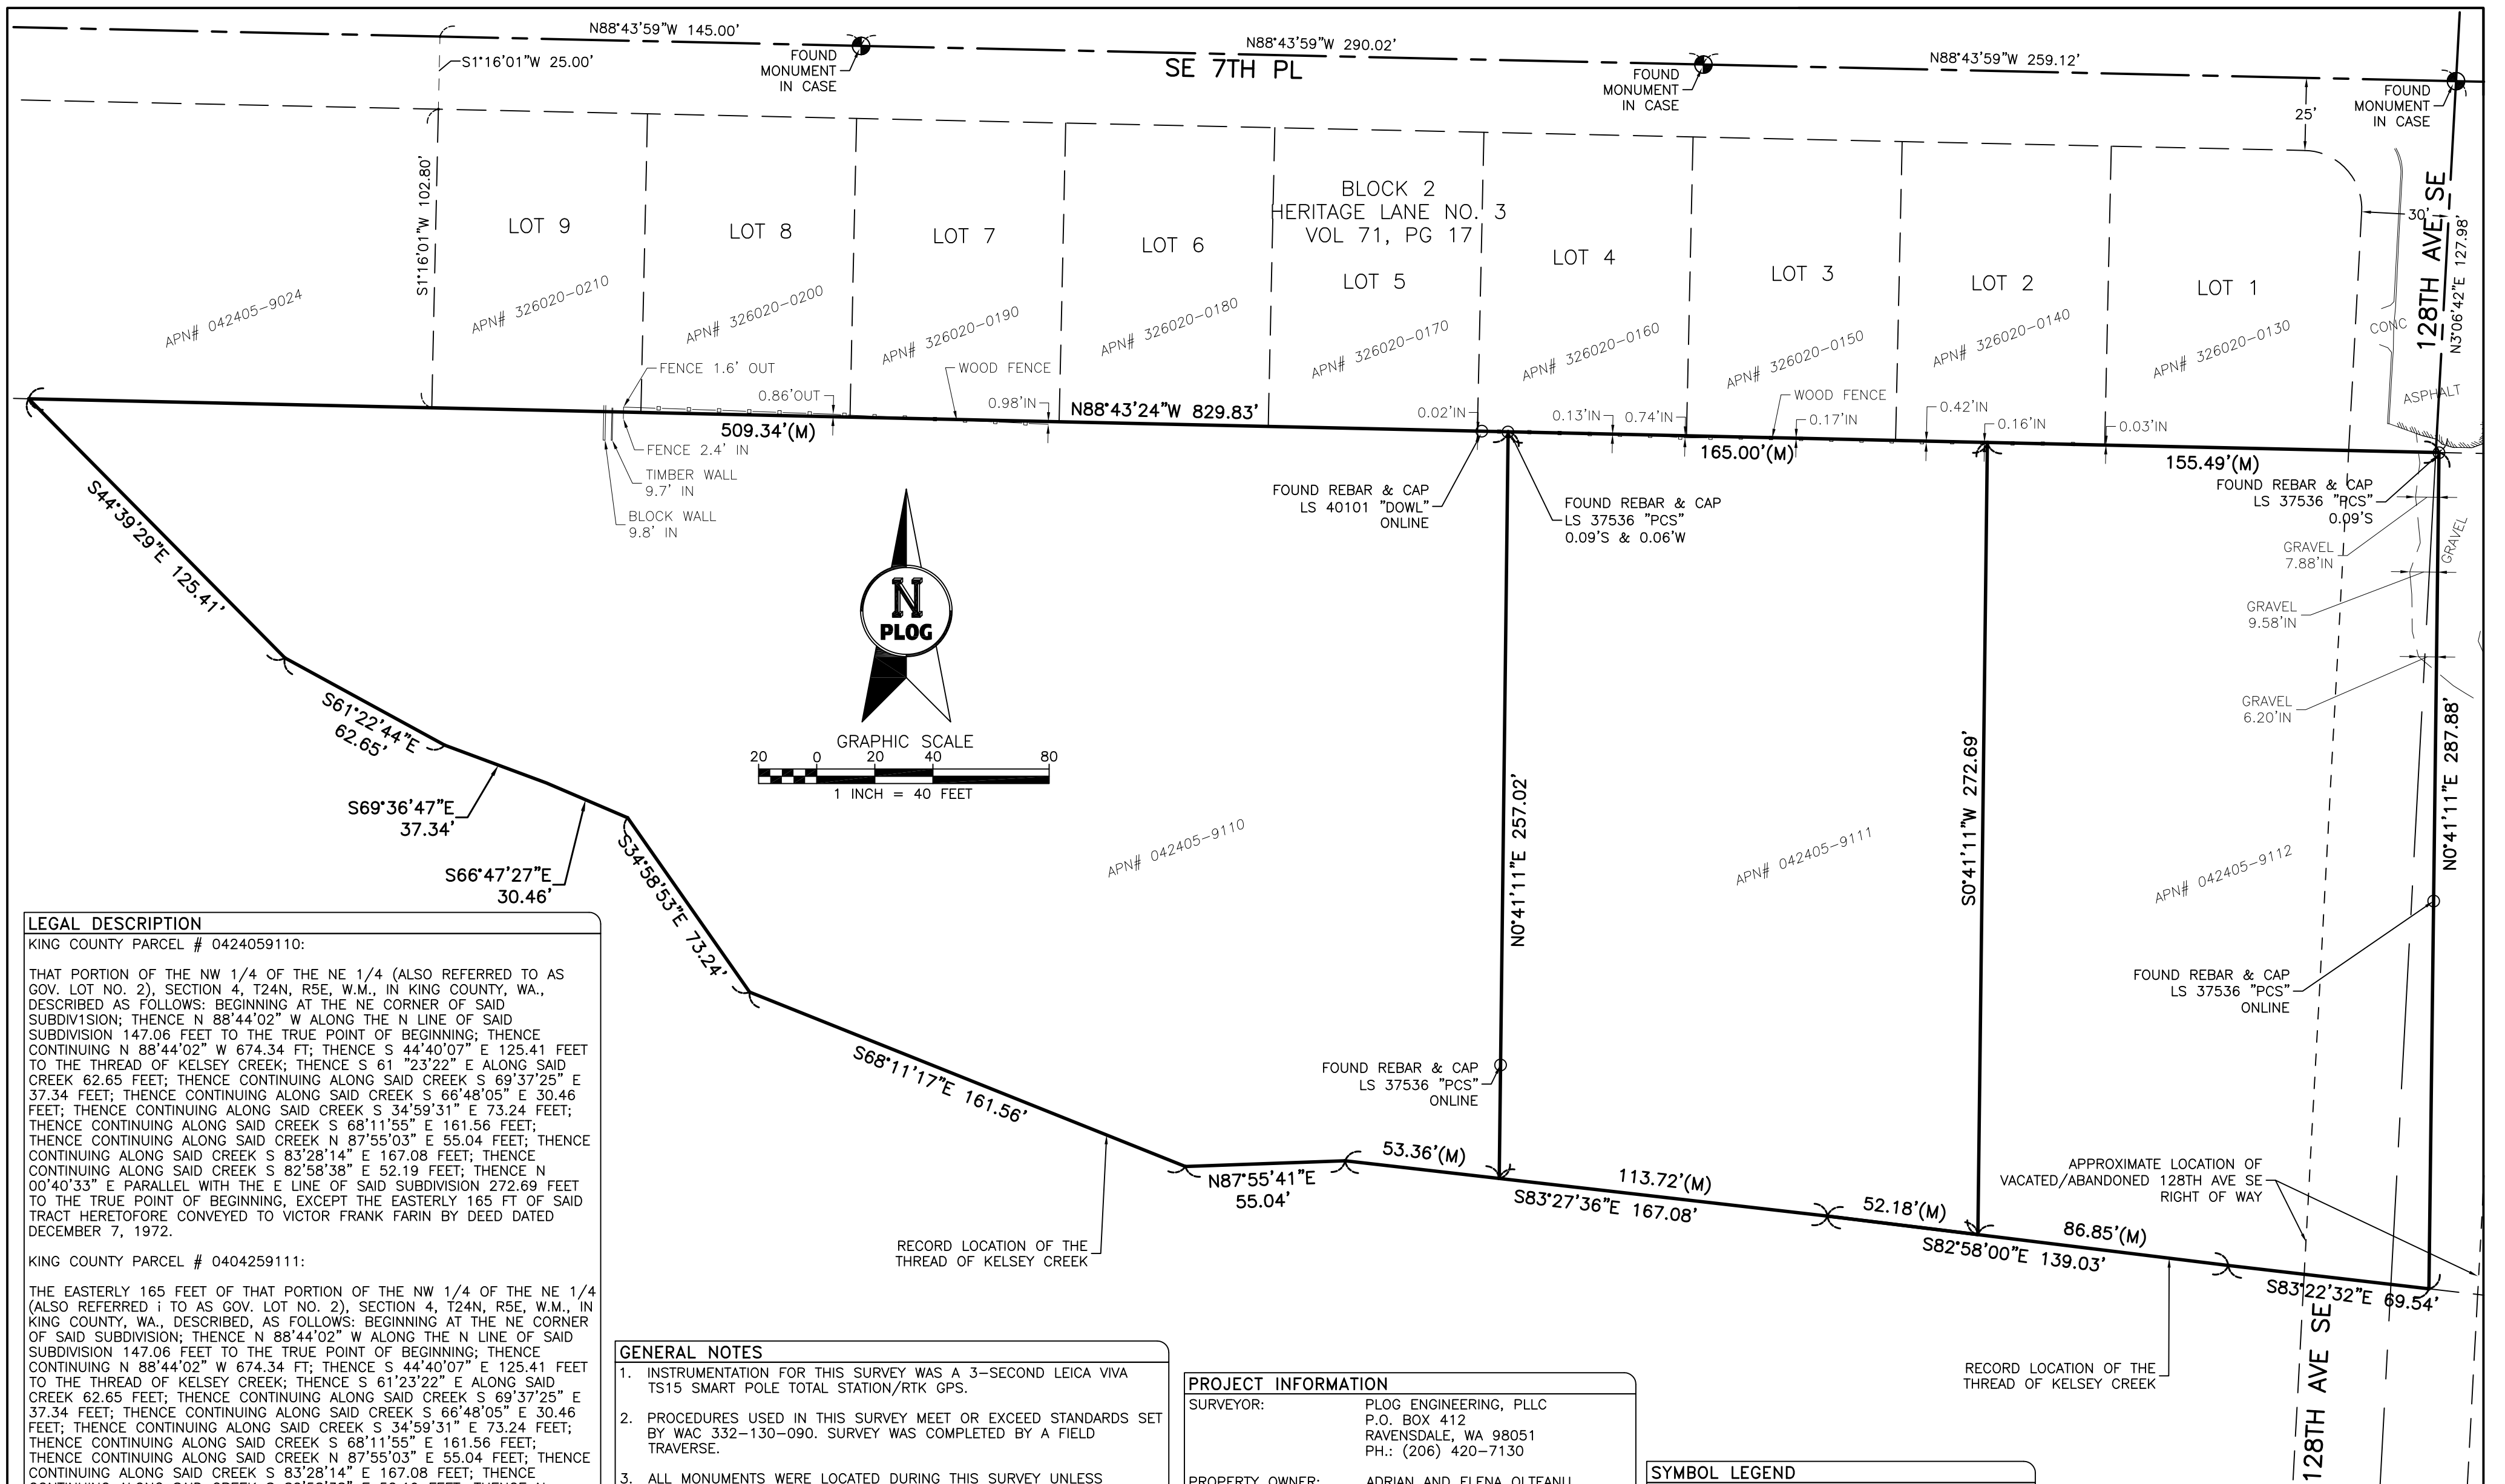 N88°43'59"W 145.00'
N88°43'59"W 290.02'
N88°43'59"W 259.12'
S1°16'01"W 25.00'
FOUND
MONUMENT
IN CASE
SE 7TH PL
FOUND
MONUMENT
IN CASE
FOUND
MONUMENT
IN CASE
25'
30'
128TH AVE SE
N3°06'42"E 127.98'
S1°16'01"W 102.80'
BLOCK 2
HERITAGE LANE NO. 3
VOL 71, PG 17
LOT 9
LOT 8
LOT 7
LOT 6
LOT 5
LOT 4
LOT 3
LOT 2
LOT 1
APN# 042405-9024
APN# 326020-0210
APN# 326020-0200
APN# 326020-0190
APN# 326020-0180
APN# 326020-0170
APN# 326020-0160
APN# 326020-0150
APN# 326020-0140
APN# 326020-0130
CONC
ASPHALT
FENCE 1.6' OUT
0.86'OUT
WOOD FENCE
0.98'IN
N88°43'24"W 829.83'
509.34'(M)
0.02'IN
0.13'IN
0.74'IN
WOOD FENCE
0.17'IN
0.42'IN
0.16'IN
0.03'IN
165.00'(M)
155.49'(M)
FENCE 2.4' IN
TIMBER WALL
9.7' IN
BLOCK WALL
9.8' IN
FOUND REBAR & CAP
LS 40101 "DOWL"
ONLINE
FOUND REBAR & CAP
LS 37536 "PCS"
0.09'S & 0.06'W
FOUND REBAR & CAP
LS 37536 "PCS"
0.09'S
GRAVEL
GRAVEL
7.88'IN
GRAVEL
9.58'IN
GRAVEL
6.20'IN
S44°39'29"E 125.41'
S61°22'44"E
62.65'
S69°36'47"E
37.34'
S66°47'27"E
30.46'
S34°58'53"E 73.24'
N
PLOG
GRAPHIC SCALE
20 0 20 40 80
1 INCH = 40 FEET
N0°41'11"E 257.02'
S0°41'11"W 272.69'
N0°41'11"E 287.88'
APN# 042405-9110
APN# 042405-9111
APN# 042405-9112
FOUND REBAR & CAP
LS 37536 "PCS"
ONLINE
FOUND REBAR & CAP
LS 37536 "PCS"
ONLINE
S68°11'17"E 161.56'
N87°55'41"E
55.04'
53.36'(M)
113.72'(M)
S83°27'36"E 167.08'
52.18'(M)
86.85'(M)
S82°58'00"E 139.03'
S83°22'32"E 69.54'
APPROXIMATE LOCATION OF
VACATED/ABANDONED 128TH AVE SE
RIGHT OF WAY
RECORD LOCATION OF THE
THREAD OF KELSEY CREEK
RECORD LOCATION OF THE
THREAD OF KELSEY CREEK
128TH AVE SE
LEGAL DESCRIPTION
KING COUNTY PARCEL # 0424059110:
THAT PORTION OF THE NW 1/4 OF THE NE 1/4 (ALSO REFERRED TO AS
GOV. LOT NO. 2), SECTION 4, T24N, R5E, W.M., IN KING COUNTY, WA.,
DESCRIBED AS FOLLOWS: BEGINNING AT THE NE CORNER OF SAID
SUBDIV1SION; THENCE N 88°44'02" W ALONG THE N LINE OF SAID
SUBDIVISION 147.06 FEET TO THE TRUE POINT OF BEGINNING; THENCE
CONTINUING N 88°44'02" W 674.34 FT; THENCE S 44°40'07" E 125.41 FEET
TO THE THREAD OF KELSEY CREEK; THENCE S 61 "23'22" E ALONG SAID
CREEK 62.65 FEET; THENCE CONTINUING ALONG SAID CREEK S 69°37'25" E
37.34 FEET; THENCE CONTINUING ALONG SAID CREEK S 66°48'05" E 30.46
FEET; THENCE CONTINUING ALONG SAID CREEK S 34°59'31" E 73.24 FEET;
THENCE CONTINUING ALONG SAID CREEK S 68°11'55" E 161.56 FEET;
THENCE CONTINUING ALONG SAID CREEK N 87°55'03" E 55.04 FEET; THENCE
CONTINUING ALONG SAID CREEK S 83°28'14" E 167.08 FEET; THENCE
CONTINUING ALONG SAID CREEK S 82°58'38" E 52.19 FEET; THENCE N
00°40'33" E PARALLEL WITH THE E LINE OF SAID SUBDIVISION 272.69 FEET
TO THE TRUE POINT OF BEGINNING, EXCEPT THE EASTERLY 165 FT OF SAID
TRACT HERETOFORE CONVEYED TO VICTOR FRANK FARIN BY DEED DATED
DECEMBER 7, 1972.
KING COUNTY PARCEL # 0404259111:
THE EASTERLY 165 FEET OF THAT PORTION OF THE NW 1/4 OF THE NE 1/4
(ALSO REFERRED i TO AS GOV. LOT NO. 2), SECTION 4, T24N, R5E, W.M., IN
KING COUNTY, WA., DESCRIBED, AS FOLLOWS: BEGINNING AT THE NE CORNER
OF SAID SUBDIVISION; THENCE N 88°44'02" W ALONG THE N LINE OF SAID
SUBDIVISION 147.06 FEET TO THE TRUE POINT OF BEGINNING; THENCE
CONTINUING N 88°44'02" W 674.34 FT; THENCE S 44°40'07" E 125.41 FEET
TO THE THREAD OF KELSEY CREEK; THENCE S 61°23'22" E ALONG SAID
CREEK 62.65 FEET; THENCE CONTINUING ALONG SAID CREEK S 69°37'25" E
37.34 FEET; THENCE CONTINUING ALONG SAID CREEK S 66°48'05" E 30.46
FEET; THENCE CONTINUING ALONG SAID CREEK S 34°59'31" E 73.24 FEET;
THENCE CONTINUING ALONG SAID CREEK S 68°11'55" E 161.56 FEET;
THENCE CONTINUING ALONG SAID CREEK N 87°55'03" E 55.04 FEET; THENCE
CONTINUING ALONG SAID CREEK S 83°28'14" E 167.08 FEET; THENCE
GENERAL NOTES
1. INSTRUMENTATION FOR THIS SURVEY WAS A 3-SECOND LEICA VIVA
TS15 SMART POLE TOTAL STATION/RTK GPS.
2. PROCEDURES USED IN THIS SURVEY MEET OR EXCEED STANDARDS SET
BY WAC 332-130-090. SURVEY WAS COMPLETED BY A FIELD
TRAVERSE.
3. ALL MONUMENTS WERE LOCATED DURING THIS SURVEY UNLESS
PROJECT INFORMATION
SURVEYOR: PLOG ENGINEERING, PLLC
P.O. BOX 412
RAVENSDALE, WA 98051
PH.: (206) 420-7130
PROPERTY OWNER: ADRIAN AND ELENA OLTEANU
SYMBOL LEGEND